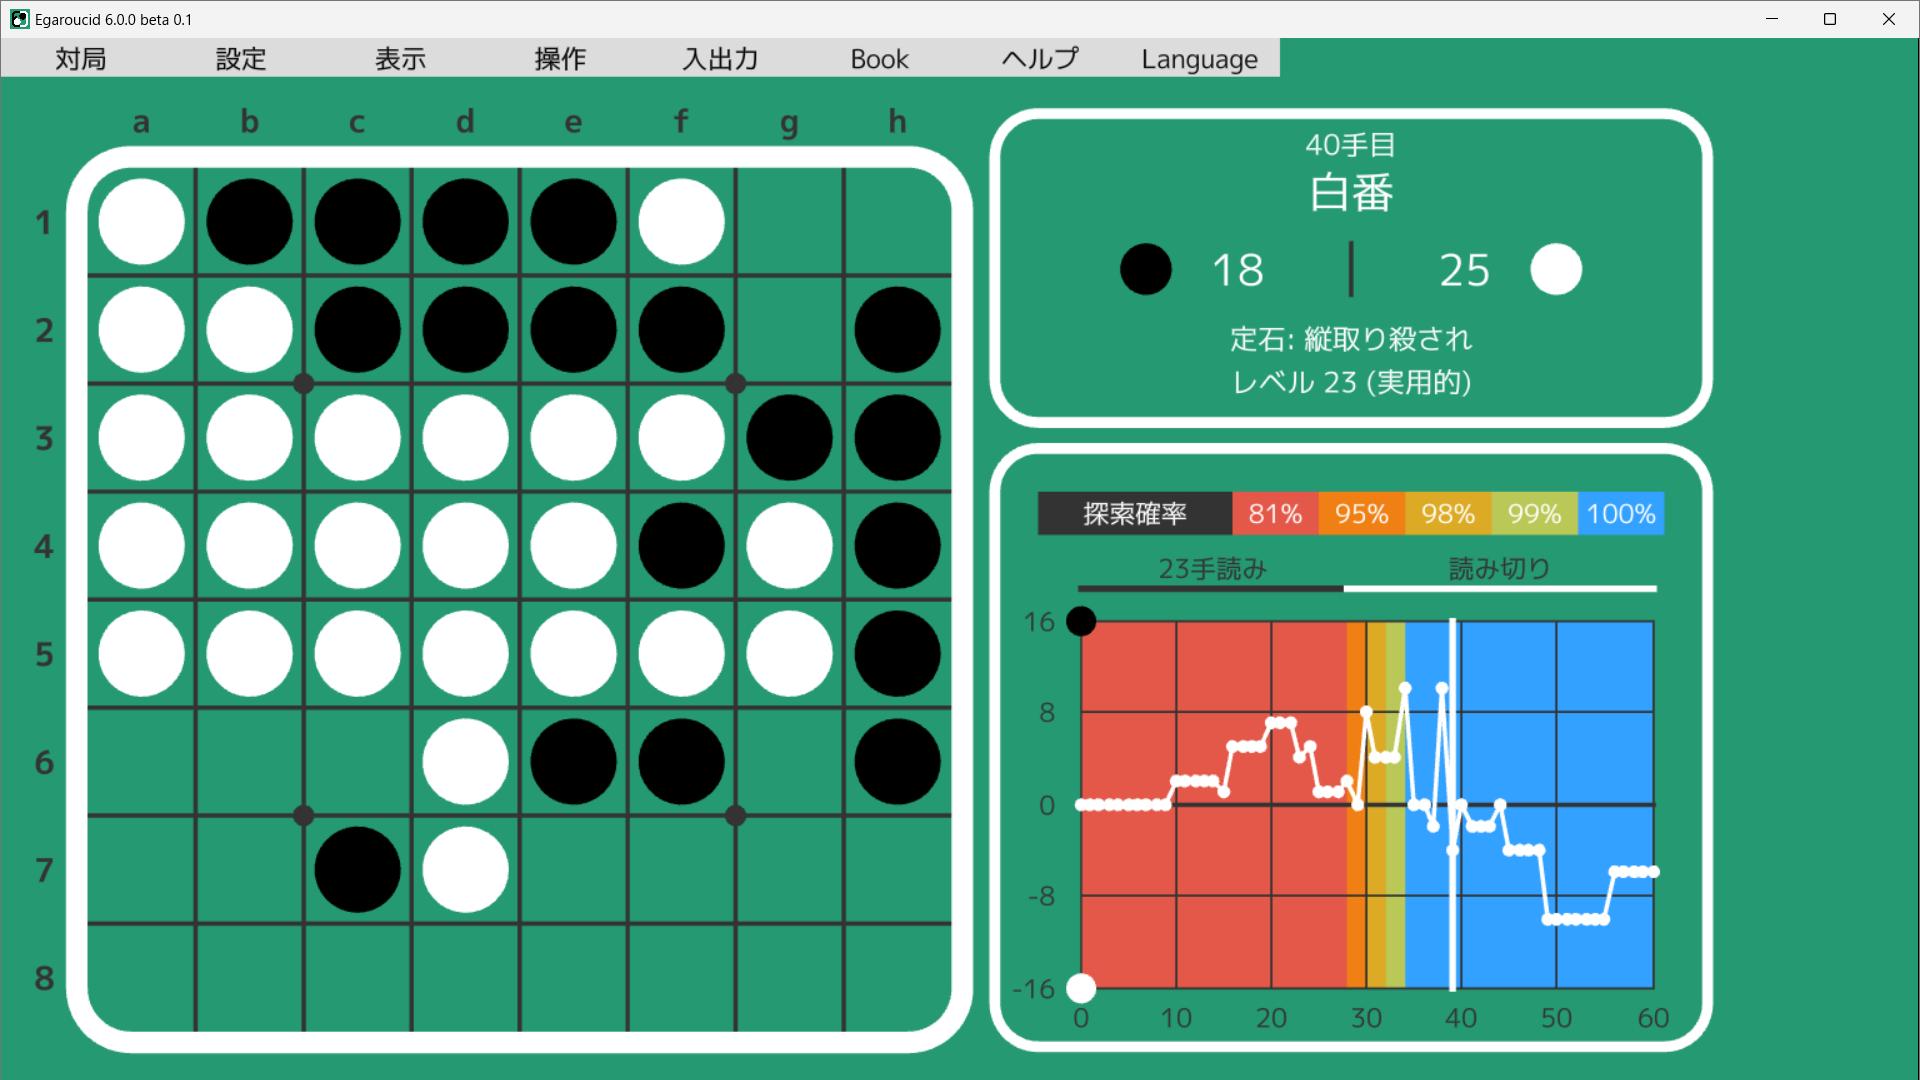 Egaroucid 6.0.0 beta 0.1
対局 設定 表示 操作 入出力 Book ヘルプ Language
a b c d e f g h
1
2
3
4
5
6
7
8
40手目
白番
18 25
定石: 縦取り殺され
レベル 23 (実用的)
探索確率 81% 95% 98% 99% 100%
23手読み 読み切り
16
8
0
-8
-16
0 10 20 30 40 50 60